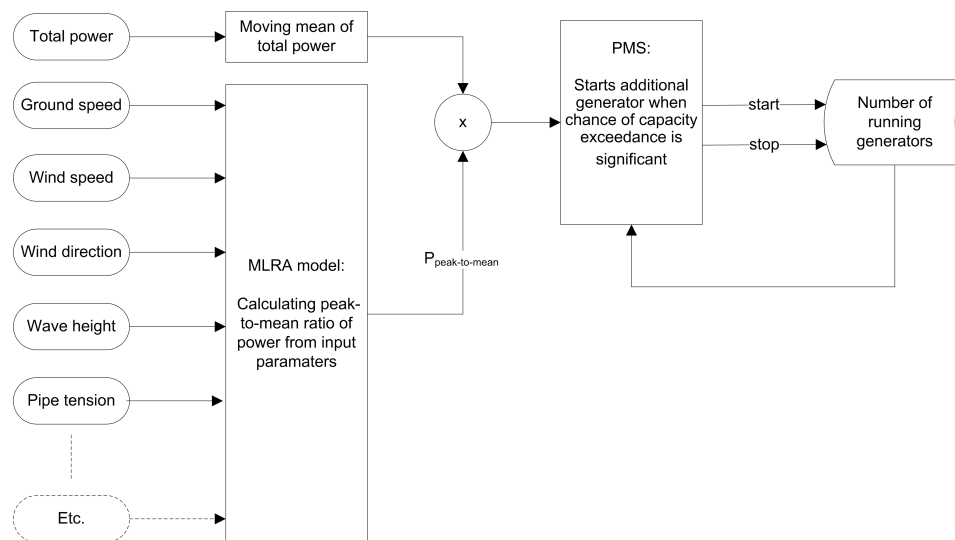 Total power
Moving mean of
total power
Ground speed
Wind speed
Wind direction
Wave height
Pipe tension
Etc.
MLRA model:
Calculating peak-
to-mean ratio of
power from input
paramaters
x
Ppeak-to-mean
PMS:
Starts additional
generator when
chance of capacity
exceedance is
significant
start
stop
Number of
running
generators